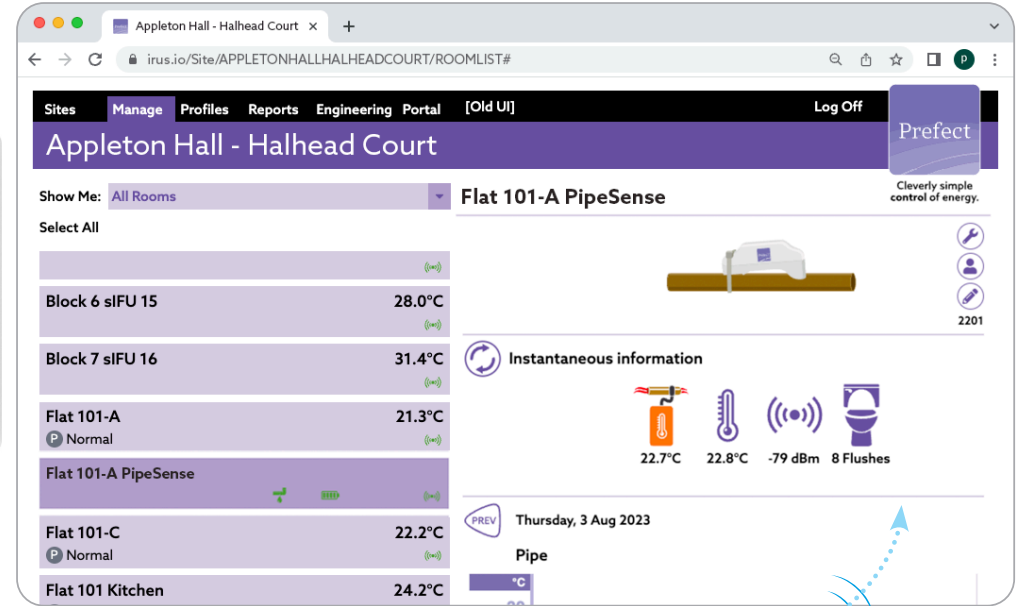 Appleton Hall - Halhead Court
irus.io/Site/APPLETONHALLHALHEADCOURT/ROOMLIST#
P
Sites Manage Profiles Reports Engineering Portal [Old UI] Log Off
Prefect
Appleton Hall - Halhead Court
Cleverly simple
control of energy.
Show Me: All Rooms
Select All
Block 6 sIFU 15 28.0°C
Block 7 sIFU 16 31.4°C
Flat 101-A 21.3°C
P Normal
Flat 101-A PipeSense
Flat 101-C 22.2°C
P Normal
Flat 101 Kitchen 24.2°C
Flat 101-A PipeSense
2201
Instantaneous information
22.7°C 22.8°C -79 dBm 8 Flushes
PREV Thursday, 3 Aug 2023
Pipe
°C